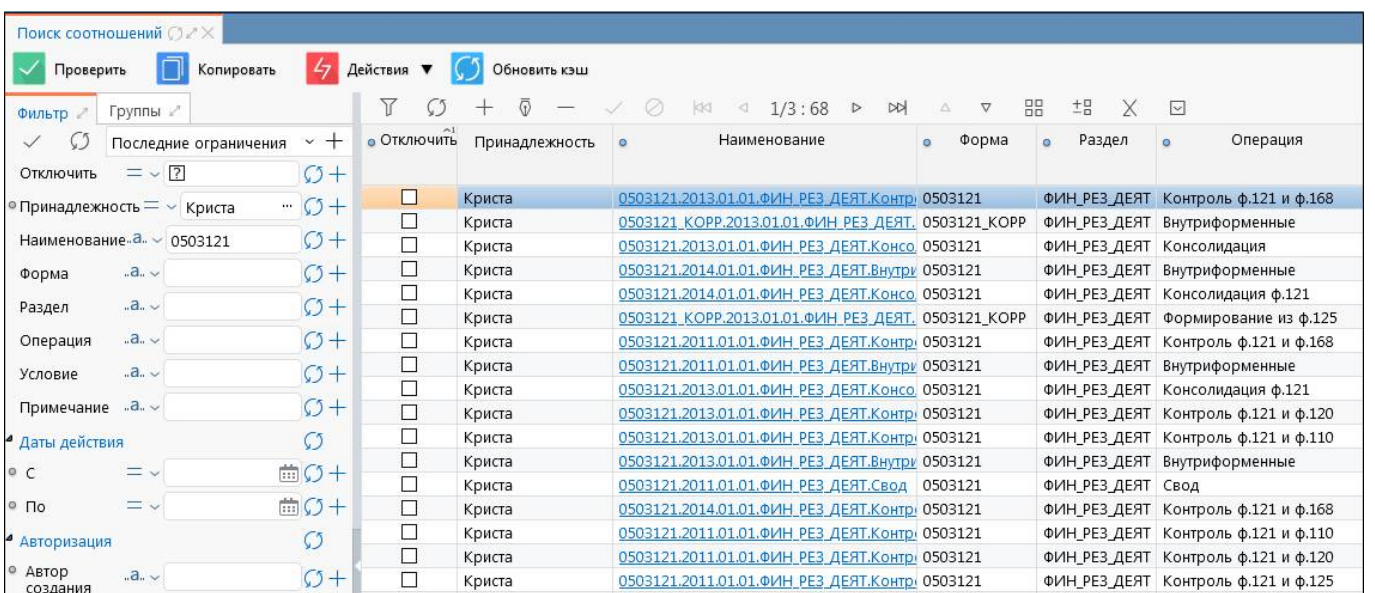 Поиск соотношений
Проверить Копировать Действия Обновить кэш
Фильтр Группы 1/3 : 68
Последние ограничения
Отключить Принадлежность Наименование Форма Раздел Операция
Отключить = ?
Принадлежность = Криста ...
Наименование ..а.. 0503121
Форма ..а..
Раздел ..а..
Операция ..а..
Условие ..а..
Примечание ..а..
Даты действия
С =
По =
Авторизация
Автор создания ..а..
Криста 0503121.2013.01.01.ФИН_РЕЗ_ДЕЯТ.Контр 0503121 ФИН_РЕЗ_ДЕЯТ Контроль ф.121 и ф.168
Криста 0503121_КОРР.2013.01.01.ФИН_РЕЗ_ДЕЯТ. 0503121_КОРР ФИН_РЕЗ_ДЕЯТ Внутриформенные
Криста 0503121.2013.01.01.ФИН_РЕЗ_ДЕЯТ.Консо 0503121 ФИН_РЕЗ_ДЕЯТ Консолидация
Криста 0503121.2014.01.01.ФИН_РЕЗ_ДЕЯТ.Внутри 0503121 ФИН_РЕЗ_ДЕЯТ Внутриформенные
Криста 0503121.2014.01.01.ФИН_РЕЗ_ДЕЯТ.Консо 0503121 ФИН_РЕЗ_ДЕЯТ Консолидация ф.121
Криста 0503121_КОРР.2013.01.01.ФИН_РЕЗ_ДЕЯТ. 0503121_КОРР ФИН_РЕЗ_ДЕЯТ Формирование из ф.125
Криста 0503121.2011.01.01.ФИН_РЕЗ_ДЕЯТ.Контр 0503121 ФИН_РЕЗ_ДЕЯТ Контроль ф.121 и ф.168
Криста 0503121.2011.01.01.ФИН_РЕЗ_ДЕЯТ.Внутри 0503121 ФИН_РЕЗ_ДЕЯТ Внутриформенные
Криста 0503121.2013.01.01.ФИН_РЕЗ_ДЕЯТ.Консо 0503121 ФИН_РЕЗ_ДЕЯТ Консолидация ф.121
Криста 0503121.2013.01.01.ФИН_РЕЗ_ДЕЯТ.Контр 0503121 ФИН_РЕЗ_ДЕЯТ Контроль ф.121 и ф.120
Криста 0503121.2013.01.01.ФИН_РЕЗ_ДЕЯТ.Контр 0503121 ФИН_РЕЗ_ДЕЯТ Контроль ф.121 и ф.110
Криста 0503121.2013.01.01.ФИН_РЕЗ_ДЕЯТ.Внутри 0503121 ФИН_РЕЗ_ДЕЯТ Внутриформенные
Криста 0503121.2011.01.01.ФИН_РЕЗ_ДЕЯТ.Свод 0503121 ФИН_РЕЗ_ДЕЯТ Свод
Криста 0503121.2014.01.01.ФИН_РЕЗ_ДЕЯТ.Контр 0503121 ФИН_РЕЗ_ДЕЯТ Контроль ф.121 и ф.168
Криста 0503121.2011.01.01.ФИН_РЕЗ_ДЕЯТ.Контр 0503121 ФИН_РЕЗ_ДЕЯТ Контроль ф.121 и ф.110
Криста 0503121.2011.01.01.ФИН_РЕЗ_ДЕЯТ.Контр 0503121 ФИН_РЕЗ_ДЕЯТ Контроль ф.121 и ф.120
Криста 0503121.2011.01.01.ФИН_РЕЗ_ДЕЯТ.Контр 0503121 ФИН_РЕЗ_ДЕЯТ Контроль ф.121 и ф.125